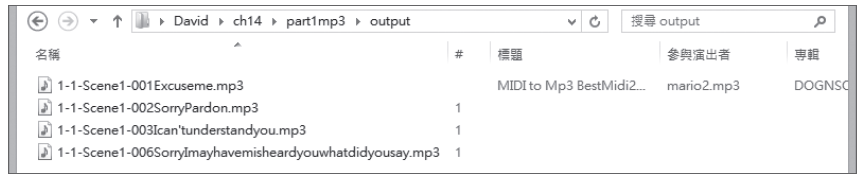 David ▸ ch14 ▸ part1mp3 ▸ output 搜尋 output
名稱 # 標題 參與演出者 專輯
1-1-Scene1-001Excuseme.mp3 MIDI to Mp3 BestMidi2... mario2.mp3 DOGNSC
1-1-Scene1-002SorryPardon.mp3 1
1-1-Scene1-003Ican'tunderstandyou.mp3 1
1-1-Scene1-006SorryImayhavemisheardyouwhatdidyousay.mp3 1